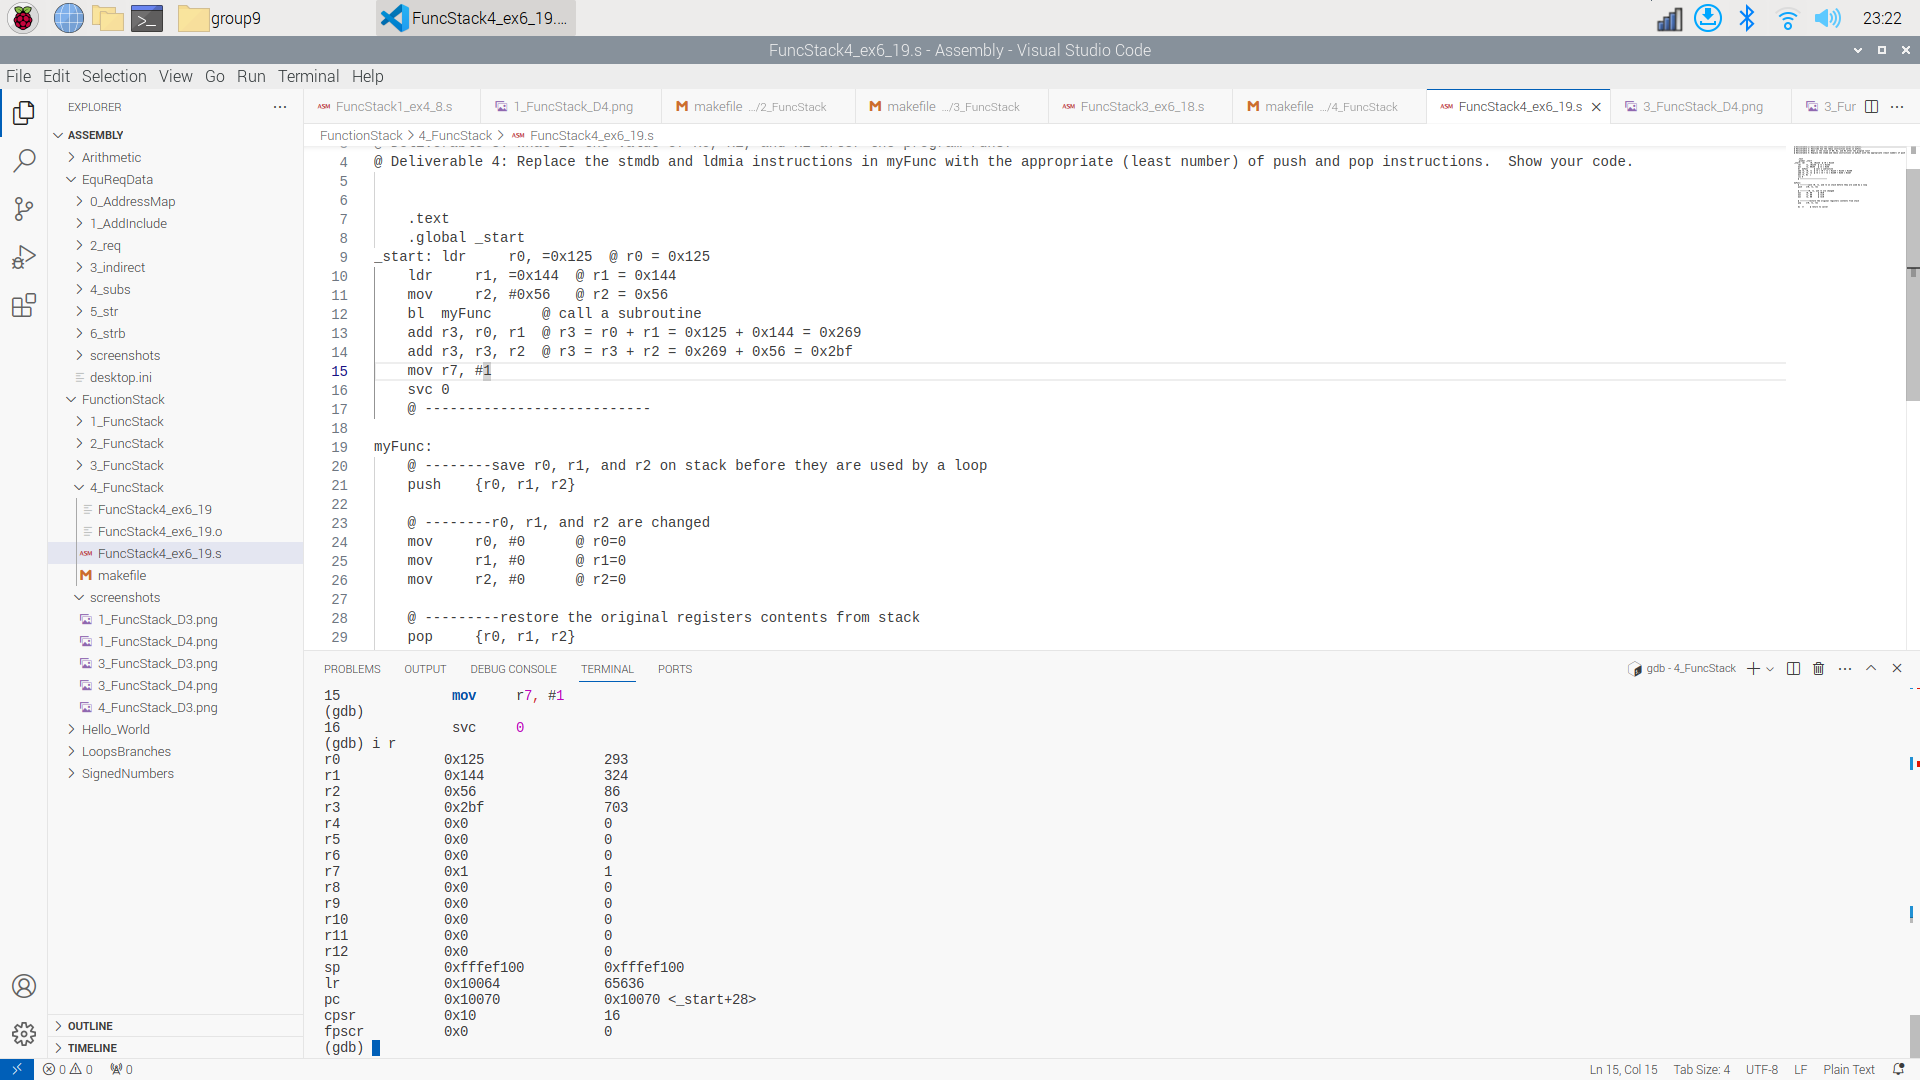 group9
FuncStack4_ex6_19....
23:22
FuncStack4_ex6_19.s - Assembly - Visual Studio Code
File Edit Selection View Go Run Terminal Help
EXPLORER
ASSEMBLY
Arithmetic
EquReqData
0_AddressMap
1_AddInclude
2_req
3_indirect
4_subs
5_str
6_strb
screenshots
desktop.ini
FunctionStack
1_FuncStack
2_FuncStack
3_FuncStack
4_FuncStack
FuncStack4_ex6_19
FuncStack4_ex6_19.o
ASM FuncStack4_ex6_19.s
M makefile
screenshots
1_FuncStack_D3.png
1_FuncStack_D4.png
3_FuncStack_D3.png
3_FuncStack_D4.png
4_FuncStack_D3.png
Hello_World
LoopsBranches
SignedNumbers
OUTLINE
TIMELINE
ASM FuncStack1_ex4_8.s
1_FuncStack_D4.png
M makefile .../2_FuncStack
M makefile .../3_FuncStack
ASM FuncStack3_ex6_18.s
M makefile .../4_FuncStack
ASM FuncStack4_ex6_19.s
3_FuncStack_D4.png
3_Fur
FunctionStack > 4_FuncStack > ASM FuncStack4_ex6_19.s
4 @ Deliverable 4: Replace the stmdb and ldmia instructions in myFunc with the appropriate (least number) of push and pop instructions.  Show your code.
5
6
7 .text
8 .global _start
9 _start: ldr     r0, =0x125  @ r0 = 0x125
10 ldr     r1, =0x144  @ r1 = 0x144
11 mov     r2, #0x56   @ r2 = 0x56
12 bl  myFunc      @ call a subroutine
13 add r3, r0, r1  @ r3 = r0 + r1 = 0x125 + 0x144 = 0x269
14 add r3, r3, r2  @ r3 = r3 + r2 = 0x269 + 0x56 = 0x2bf
15 mov r7, #1
16 svc 0
17 @ ---------------------------
18
19 myFunc:
20 @ --------save r0, r1, and r2 on stack before they are used by a loop
21 push    {r0, r1, r2}
22
23 @ --------r0, r1, and r2 are changed
24 mov     r0, #0      @ r0=0
25 mov     r1, #0      @ r1=0
26 mov     r2, #0      @ r2=0
27
28 @ ---------restore the original registers contents from stack
29 pop     {r0, r1, r2}
PROBLEMS OUTPUT DEBUG CONSOLE TERMINAL PORTS
gdb - 4_FuncStack
15              mov     r7, #1
(gdb)
16              svc     0
(gdb) i r
r0             0x125               293
r1             0x144               324
r2             0x56                86
r3             0x2bf               703
r4             0x0                 0
r5             0x0                 0
r6             0x0                 0
r7             0x1                 1
r8             0x0                 0
r9             0x0                 0
r10            0x0                 0
r11            0x0                 0
r12            0x0                 0
sp             0xfffef100          0xfffef100
lr             0x10064             65636
pc             0x10070             0x10070 <_start+28>
cpsr           0x10                16
fpscr          0x0                 0
(gdb)
0 0 0
Ln 15, Col 15 Tab Size: 4 UTF-8 LF Plain Text